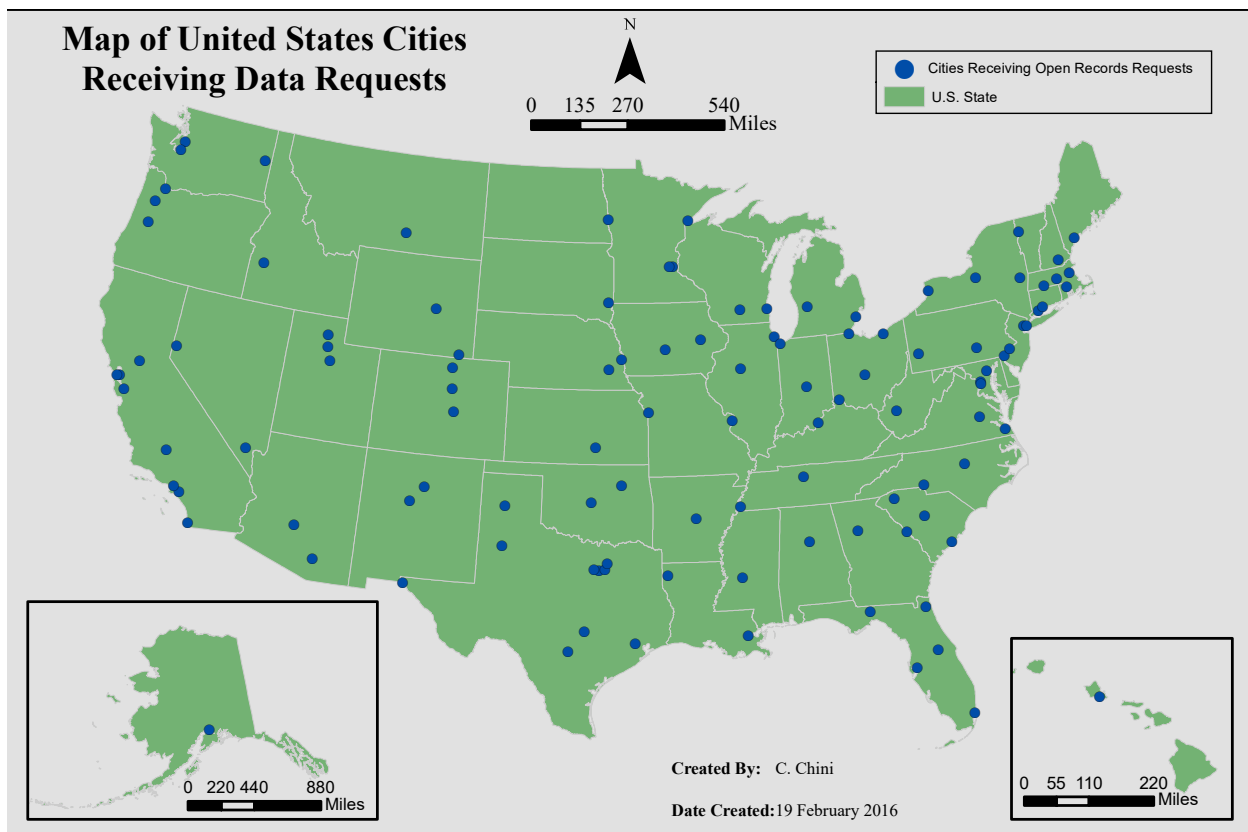 Map of United States Cities
Receiving Data Requests
N
0 135 270 540
Miles
Cities Receiving Open Records Requests
U.S. State
0 220 440 880
Miles
0 55 110 220
Miles
Created By: C. Chini
Date Created:19 February 2016